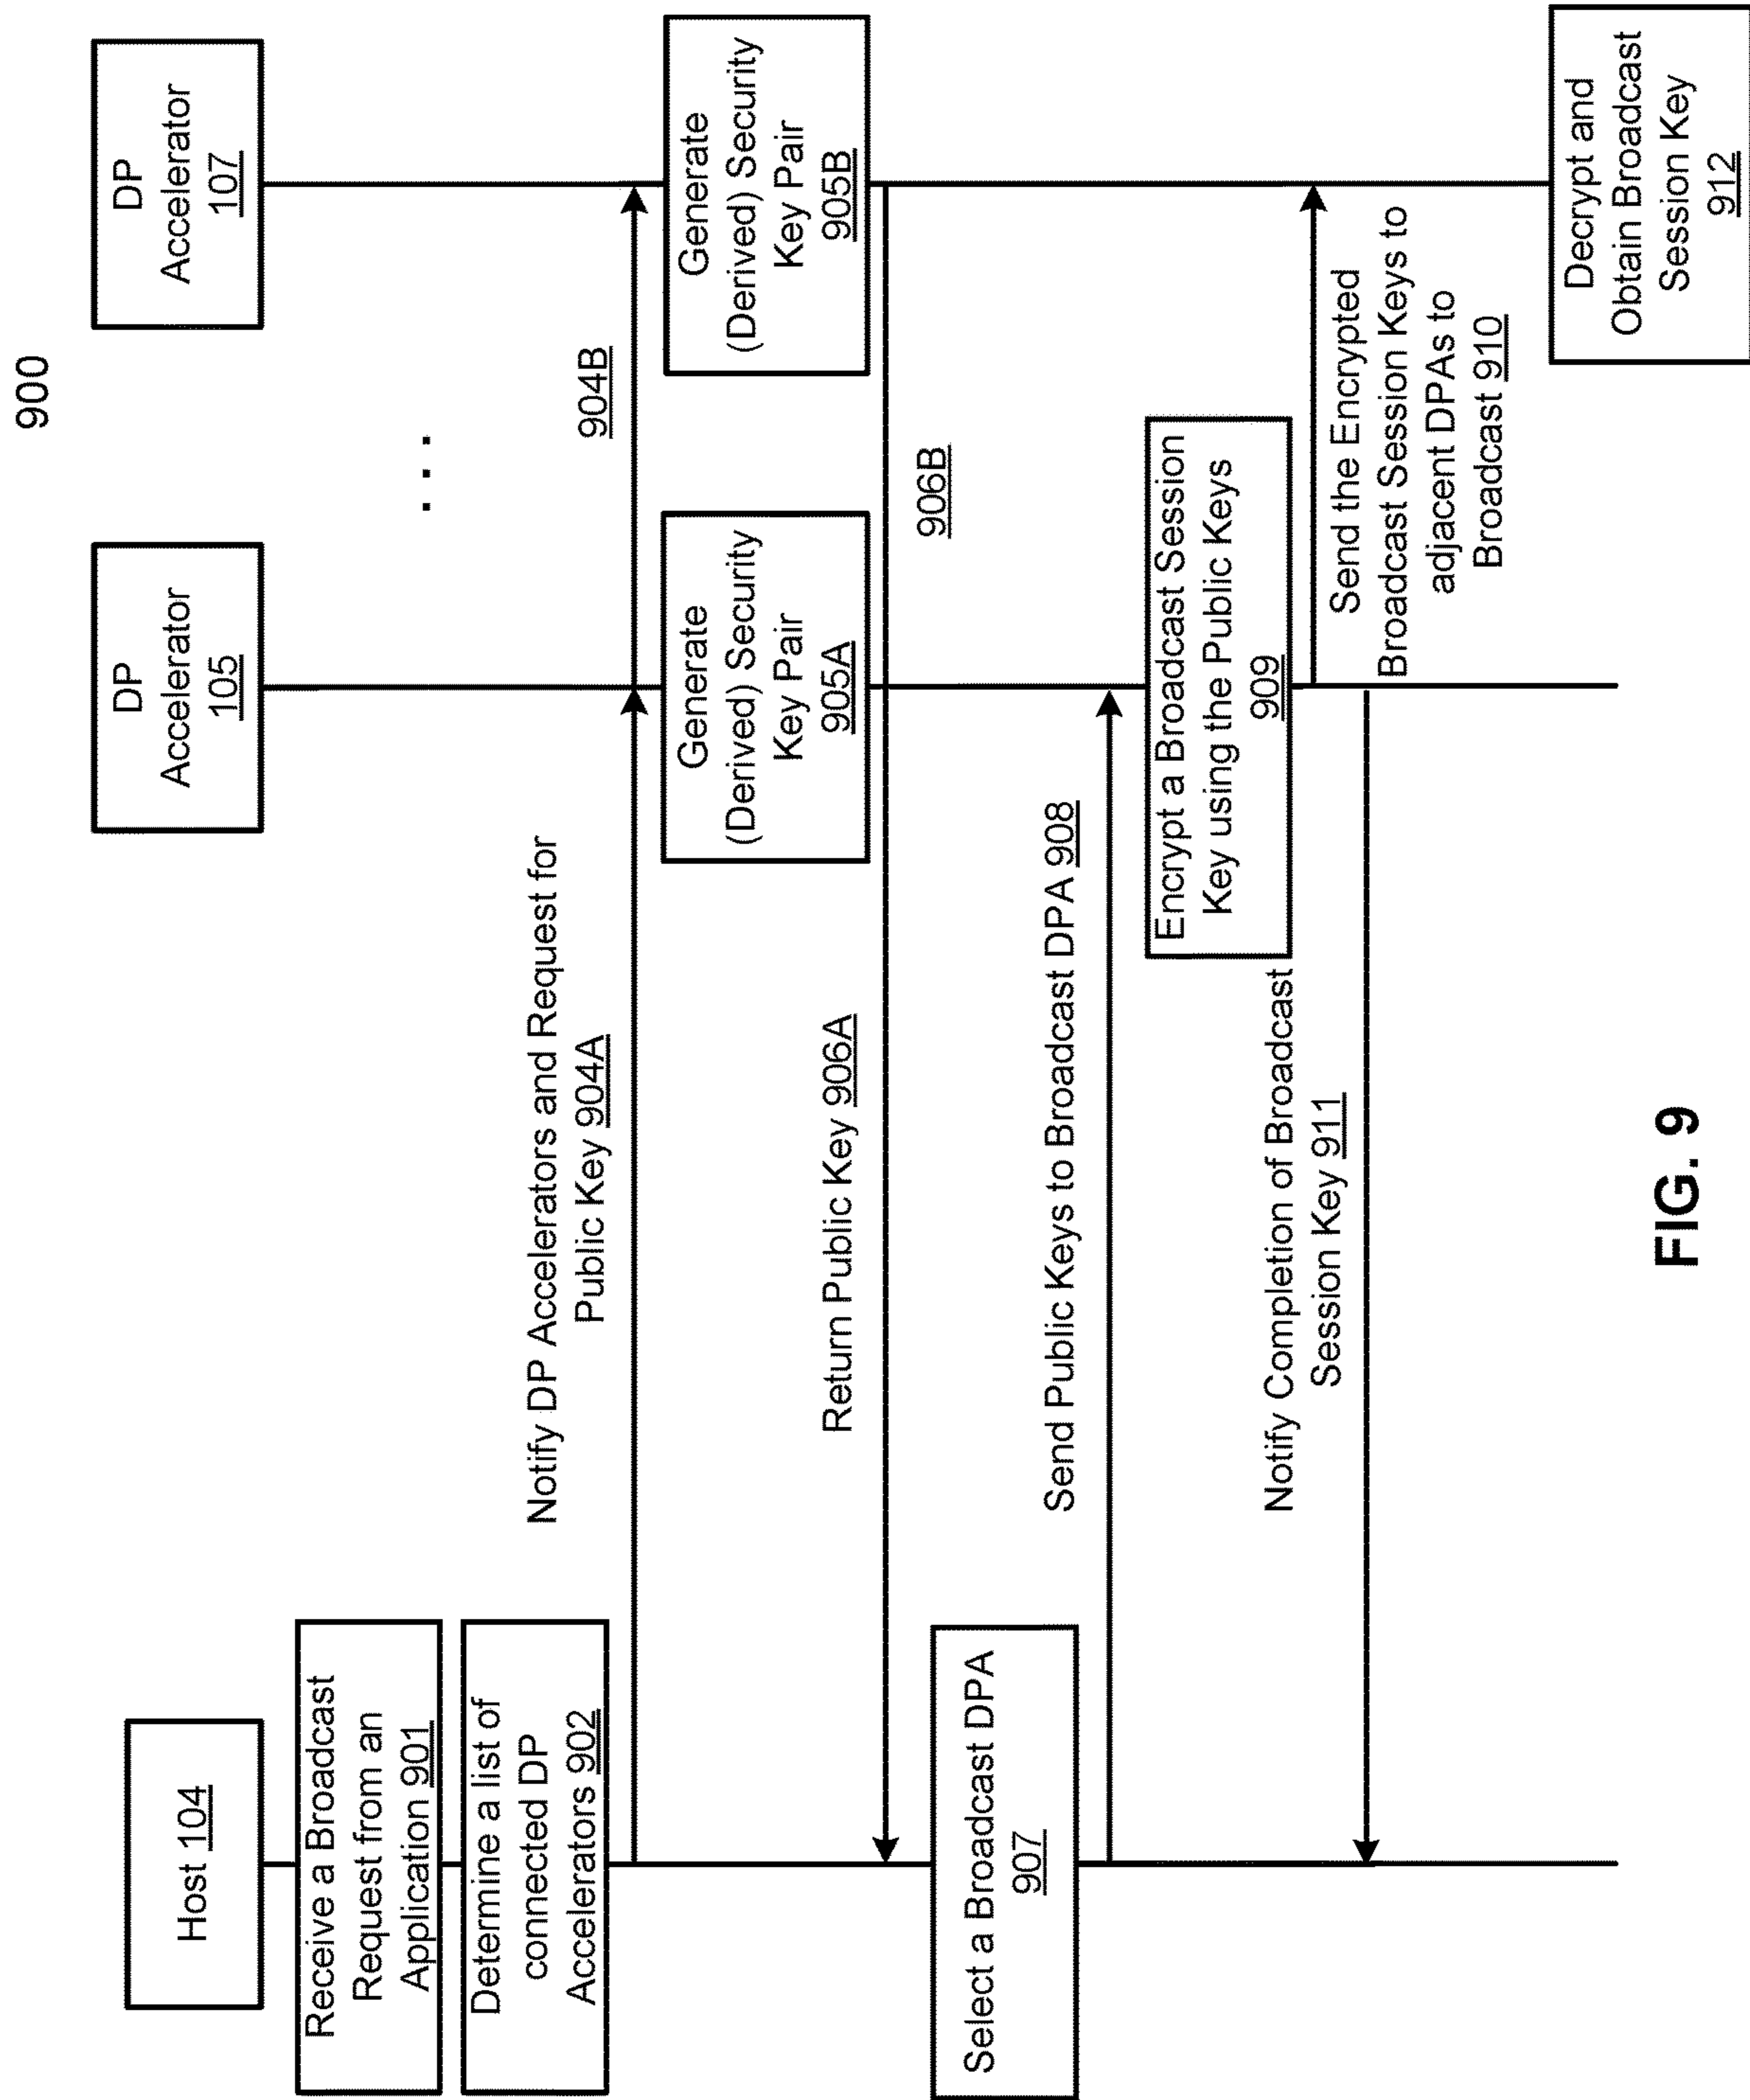 900
Host 104
DP
Accelerator
105
. . .
DP
Accelerator
107
Receive a Broadcast
Request from an
Application 901
Determine a list of
connected DP
Accelerators 902
Notify DP Accelerators and Request for
Public Key 904A
904B
Generate
(Derived) Security
Key Pair
905A
Generate
(Derived) Security
Key Pair
905B
Return Public Key 906A
906B
Select a Broadcast DPA
907
Send Public Keys to Broadcast DPA 908
Encrypt a Broadcast Session
Key using the Public Keys
909
Send the Encrypted
Broadcast Session Keys to
adjacent DPAs to
Broadcast 910
Notify Completion of Broadcast
Session Key 911
Decrypt and
Obtain Broadcast
Session Key
912
FIG. 9